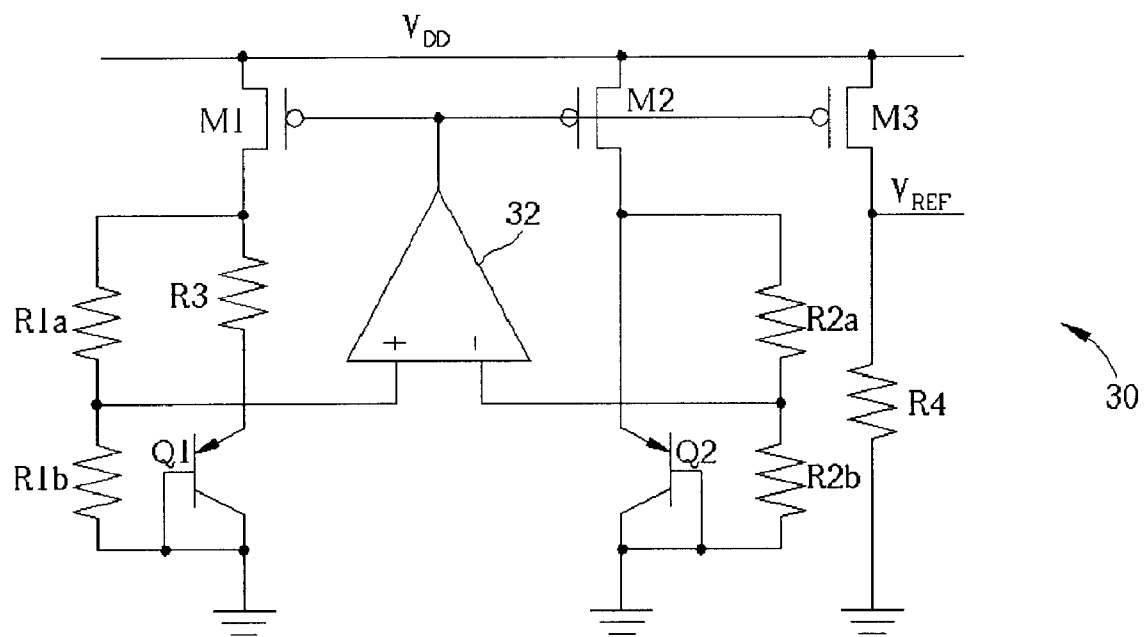 V_DD
M1
M2
M3
V_REF
32
R3
R1a
R2a
+
−
R4
30
Q1
Q2
R1b
R2b